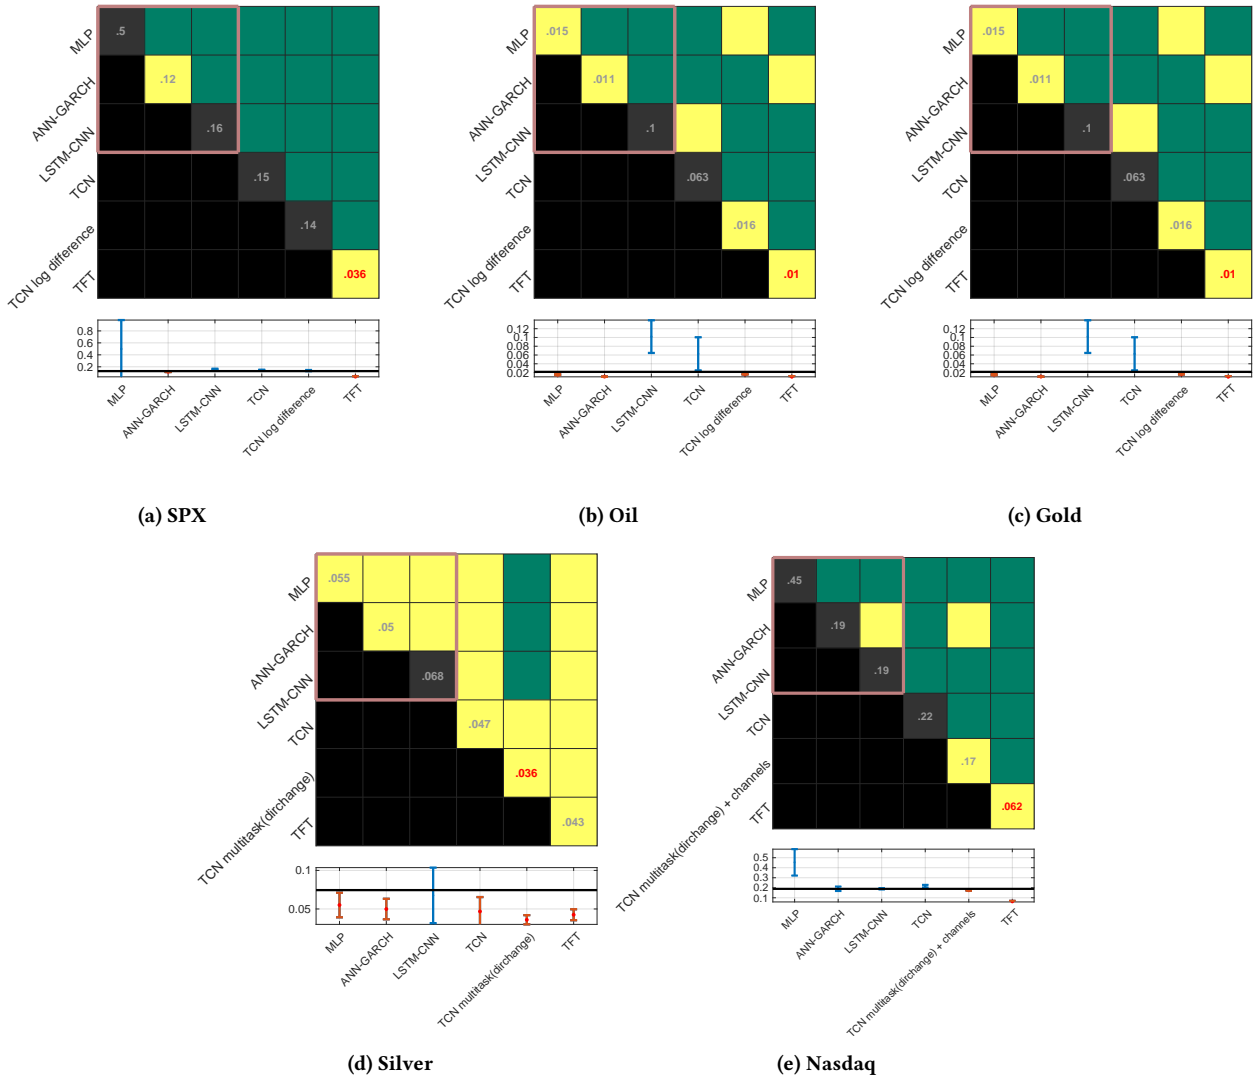 MLP
ANN-GARCH
LSTM-CNN
TCN
TCN log difference
TFT
.5
.12
.16
.15
.14
.036
0.8
0.6
0.4
0.2
MLP
ANN-GARCH
LSTM-CNN
TCN
TCN log difference
TFT
(a) SPX
MLP
ANN-GARCH
LSTM-CNN
TCN
TCN log difference
TFT
.015
.011
.1
.063
.016
.01
0.12
0.1
0.08
0.06
0.04
0.02
MLP
ANN-GARCH
LSTM-CNN
TCN
TCN log difference
TFT
(b) Oil
MLP
ANN-GARCH
LSTM-CNN
TCN
TCN log difference
TFT
.015
.011
.1
.063
.016
.01
0.12
0.1
0.08
0.06
0.04
0.02
MLP
ANN-GARCH
LSTM-CNN
TCN
TCN log difference
TFT
(c) Gold
MLP
ANN-GARCH
LSTM-CNN
TCN
TCN multitask(dirchange)
TFT
.055
.05
.068
.047
.036
.043
0.1
0.05
MLP
ANN-GARCH
LSTM-CNN
TCN
TCN multitask(dirchange)
TFT
(d) Silver
MLP
ANN-GARCH
LSTM-CNN
TCN
TCN multitask(dirchange) + channels
TFT
.45
.19
.19
.22
.17
.062
0.5
0.4
0.3
0.2
0.1
MLP
ANN-GARCH
LSTM-CNN
TCN
TCN multitask(dirchange) + channels
TFT
(e) Nasdaq